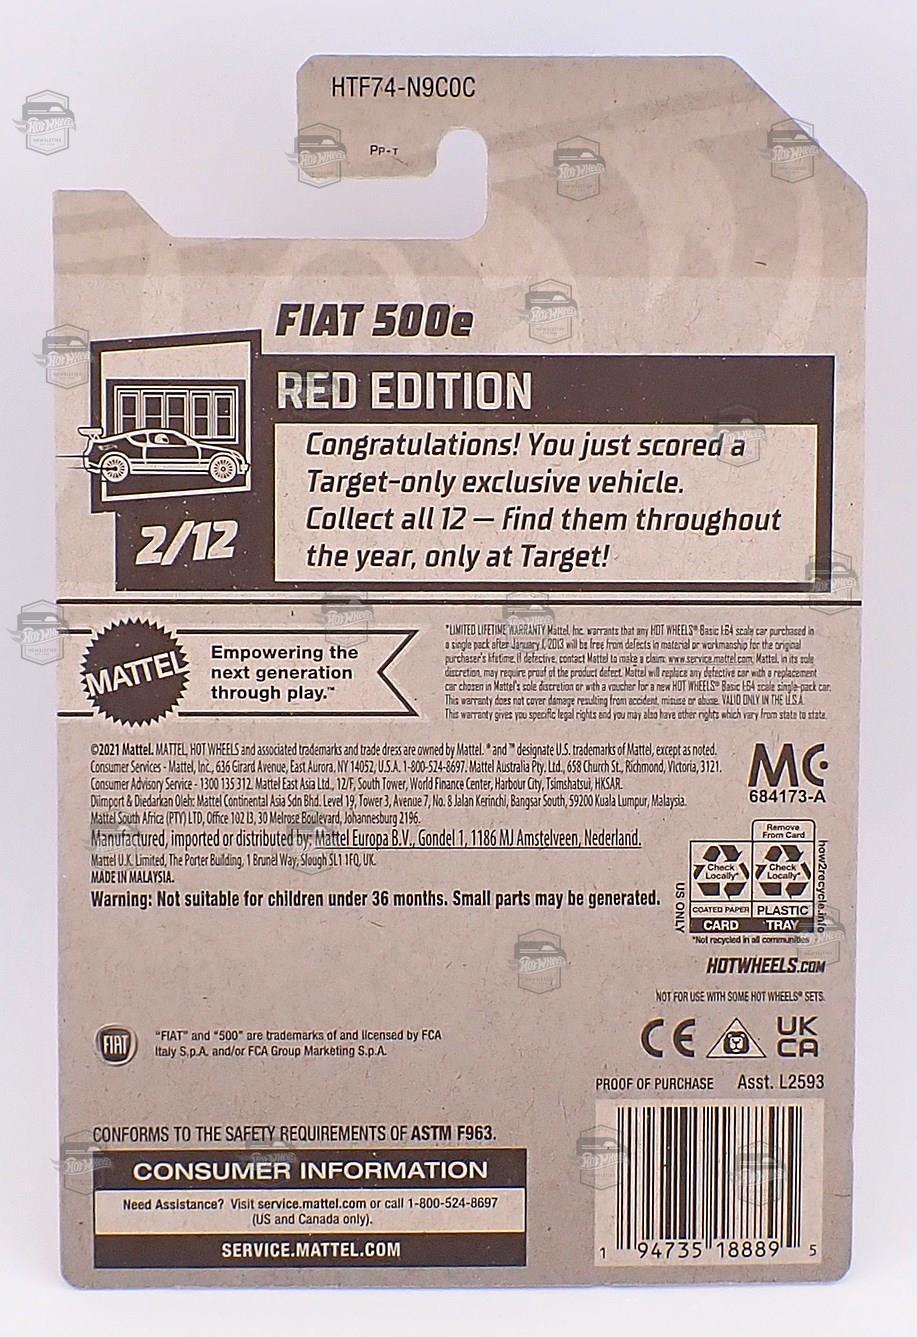 HTF74-N9C0C
PP-T
FIAT 500e
RED EDITION
Congratulations! You just scored a
Target-only exclusive vehicle.
Collect all 12 – Find them throughout
the year, only at Target!
2/12
MATTEL
Empowering the
next generation
through play.™
*LIMITED LIFETIME WARRANTY Mattel, Inc. warrants that any HOT WHEELS® Basic 1:64 scale car purchased in
a single pack after January 1, 2013 will be free from defects in material or workmanship for the original
purchaser's lifetime. If defective, contact Mattel to make a claim: www.service.mattel.com. Mattel, in its sole
discretion, may require proof of the product defect. Mattel will replace any defective car with a replacement
car chosen in Mattel's sole discretion or with a voucher for a new HOT WHEELS® Basic 1:64 scale single-pack car.
This warranty does not cover damage resulting from accident, misuse or abuse. VALID ONLY IN THE U.S.A.
This warranty gives you specific legal rights and you may also have other rights which vary from state to state.
©2021 Mattel. MATTEL, HOT WHEELS and associated trademarks and trade dress are owned by Mattel. ® and ™ designate U.S. trademarks of Mattel, except as noted.
Consumer Services - Mattel, Inc., 636 Girard Avenue, East Aurora, NY 14052, U.S.A. 1-800-524-8697. Mattel Australia Pty. Ltd., 658 Church St., Richmond, Victoria, 3121.
Consumer Advisory Service - 1300 135 312. Mattel East Asia Ltd., 12/F, South Tower, World Finance Center, Harbour City, Tsimshatsui, HKSAR.
Diimport & Diedarkan Oleh: Mattel Continental Asia Sdn Bhd. Level 19, Tower 3, Avenue 7, No. 8 Jalan Kerinchi, Bangsar South, 59200 Kuala Lumpur, Malaysia.
Mattel South Africa (PTY) LTD, Office 102 I3, 30 Melrose Boulevard, Johannesburg 2196.
Manufactured, imported or distributed by: Mattel Europa B.V., Gondel 1, 1186 MJ Amstelveen, Nederland.
Mattel U.K. Limited, The Porter Building, 1 Brunel Way, Slough SL1 1FQ, UK.
MADE IN MALAYSIA.
Warning: Not suitable for children under 36 months. Small parts may be generated.
MC
684173-A
Remove
From Card
Check
Locally*
Check
Locally*
COATED PAPER
PLASTIC
CARD
TRAY
US ONLY
how2recycle.info
*Not recycled in all communities
HOTWHEELS.COM
NOT FOR USE WITH SOME HOT WHEELS® SETS.
CE
UK
CA
FIAT
"FIAT" and "500" are trademarks of and licensed by FCA
Italy S.p.A. and/or FCA Group Marketing S.p.A.
PROOF OF PURCHASE Asst. L2593
CONFORMS TO THE SAFETY REQUIREMENTS OF ASTM F963.
CONSUMER INFORMATION
Need Assistance? Visit service.mattel.com or call 1-800-524-8697
(US and Canada only).
SERVICE.MATTEL.COM
1 94735 18889 5